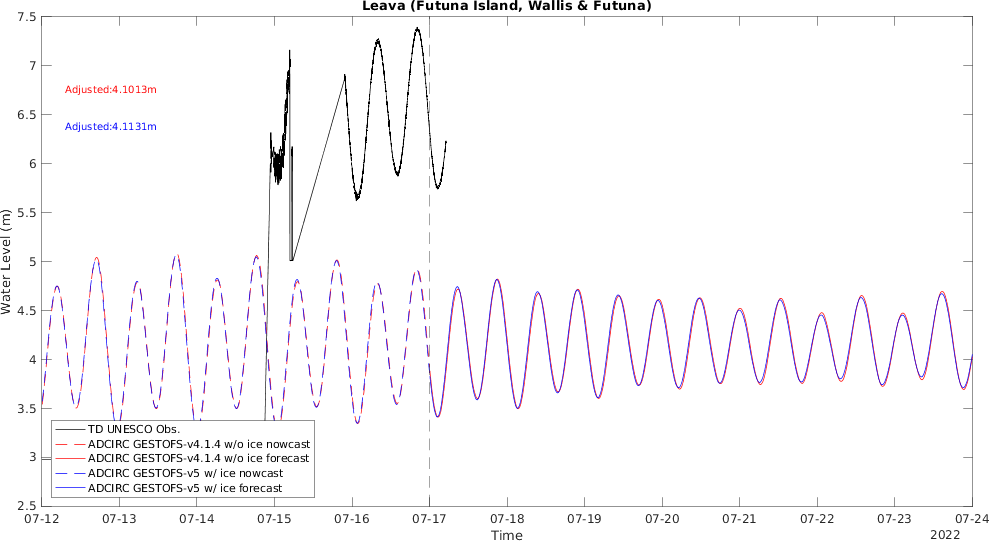 Leava (Futuna Island, Wallis & Futuna)
7.5
7
6.5
6
5.5
5
4.5
4
3.5
3
2.5
Water Level (m)
Adjusted:4.1013m
Adjusted:4.1131m
TD UNESCO Obs.
ADCIRC GESTOFS-v4.1.4 w/o ice nowcast
ADCIRC GESTOFS-v4.1.4 w/o ice forecast
ADCIRC GESTOFS-v5 w/ ice nowcast
ADCIRC GESTOFS-v5 w/ ice forecast
07-12 07-13 07-14 07-15 07-16 07-17 07-18 07-19 07-20 07-21 07-22 07-23 07-24
Time
2022